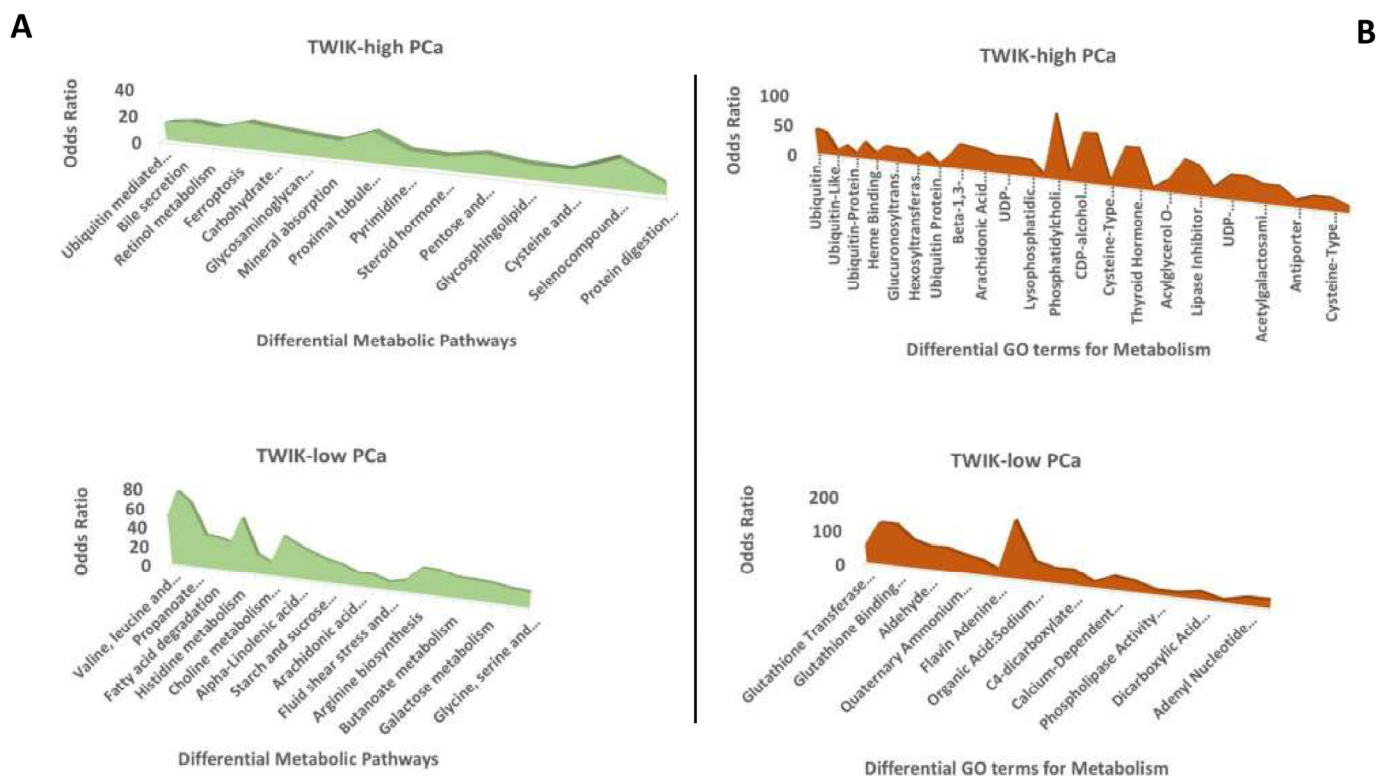 A
TWIK-high PCa
Odds Ratio
40
20
0
Ubiquitin mediated...
Bile secretion
Retinol metabolism
Ferroptosis
Carbohydrate...
Glycosaminoglycan...
Mineral absorption
Proximal tubule...
Pyrimidine...
Steroid hormone...
Pentose and...
Glycosphingolipid...
Cysteine and...
Selenocompound...
Protein digestion...
Differential Metabolic Pathways
TWIK-low PCa
Odds Ratio
80
60
40
20
0
Valine, leucine and...
Propanoate...
Fatty acid degradation
Histidine metabolism
Choline metabolism...
Alpha-Linolenic acid...
Starch and sucrose...
Arachidonic acid...
Fluid shear stress and...
Arginine biosynthesis
Butanoate metabolism
Galactose metabolism
Glycine, serine and...
Differential Metabolic Pathways
B
TWIK-high PCa
Odds Ratio
100
50
0
Ubiquitin...
Ubiquitin-Like...
Ubiquitin-Protein...
Heme Binding...
Glucuronosyltrans...
Hexosyltransferas...
Ubiquitin Protein...
Beta-1,3-...
Arachidonic Acid...
UDP-...
Lysophosphatidic...
Phosphatidylcholi...
CDP-alcohol...
Cysteine-Type...
Thyroid Hormone...
Acylglycerol O-...
Lipase Inhibitor...
UDP-...
Acetylgalactosami...
Antiporter...
Cysteine-Type...
Differential GO terms for Metabolism
TWIK-low PCa
Odds Ratio
200
100
0
Glutathione Transferase...
Glutathione Binding...
Aldehyde...
Quaternary Ammonium...
Flavin Adenine...
Organic Acid:Sodium...
C4-dicarboxylate...
Calcium-Dependent...
Phospholipase Activity...
Dicarboxylic Acid...
Adenyl Nucleotide...
Differential GO terms for Metabolism